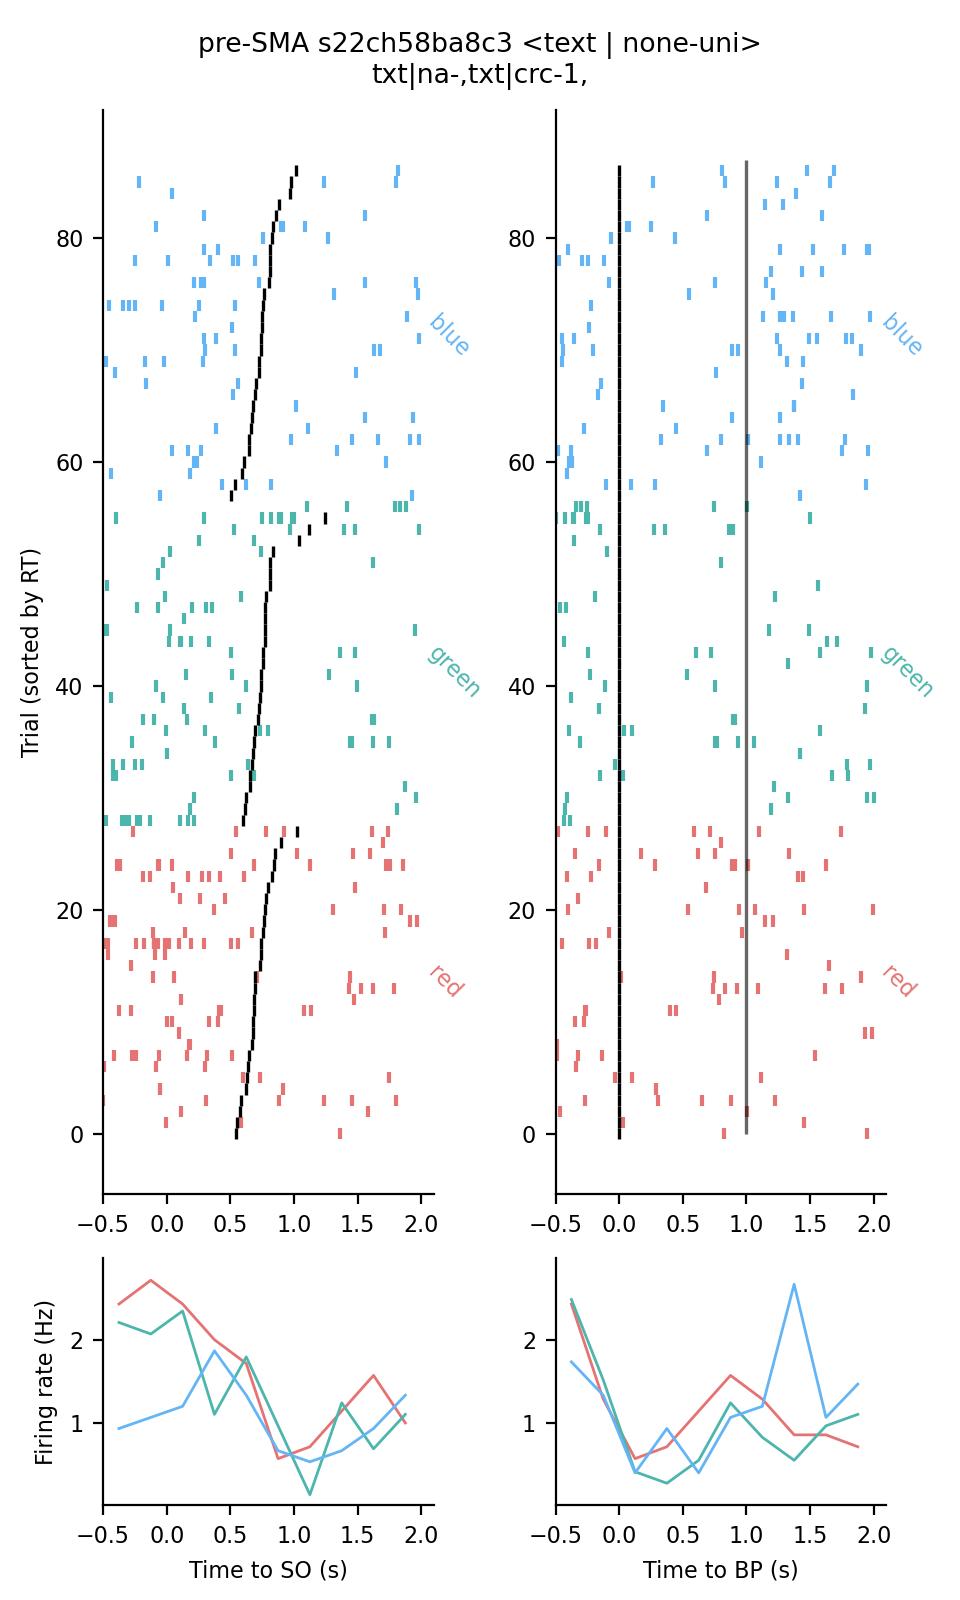 pre-SMA s22ch58ba8c3 <text | none-uni>
txt|na-,txt|crc-1,
Trial (sorted by RT)
80
60
40
20
0
blue
green
red
−0.5 0.0 0.5 1.0 1.5 2.0
80
60
40
20
0
blue
green
red
−0.5 0.0 0.5 1.0 1.5 2.0
Firing rate (Hz)
2
1
−0.5 0.0 0.5 1.0 1.5 2.0
Time to SO (s)
2
1
−0.5 0.0 0.5 1.0 1.5 2.0
Time to BP (s)